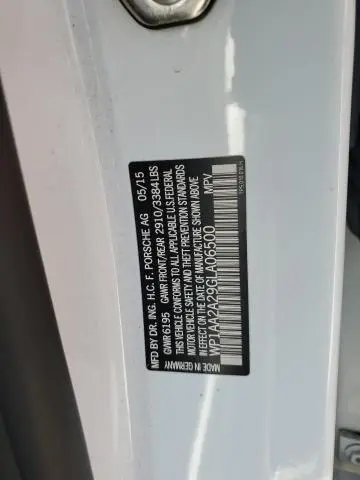 MFD BY DR. ING. H.C. F. PORSCHE AG 05/15
GVWR 6195 GAWR FRONT/REAR 2910/3384 LBS
THIS VEHICLE CONFORMS TO ALL APPLICABLE U.S. FEDERAL
MOTOR VEHICLE SAFETY AND THEFT PREVENTION STANDARDS
IN EFFECT ON THE DATE OF MANUFACTURE SHOWN ABOVE.
WP1AA2A29GLA06500 MPV
MADE IN GERMANY